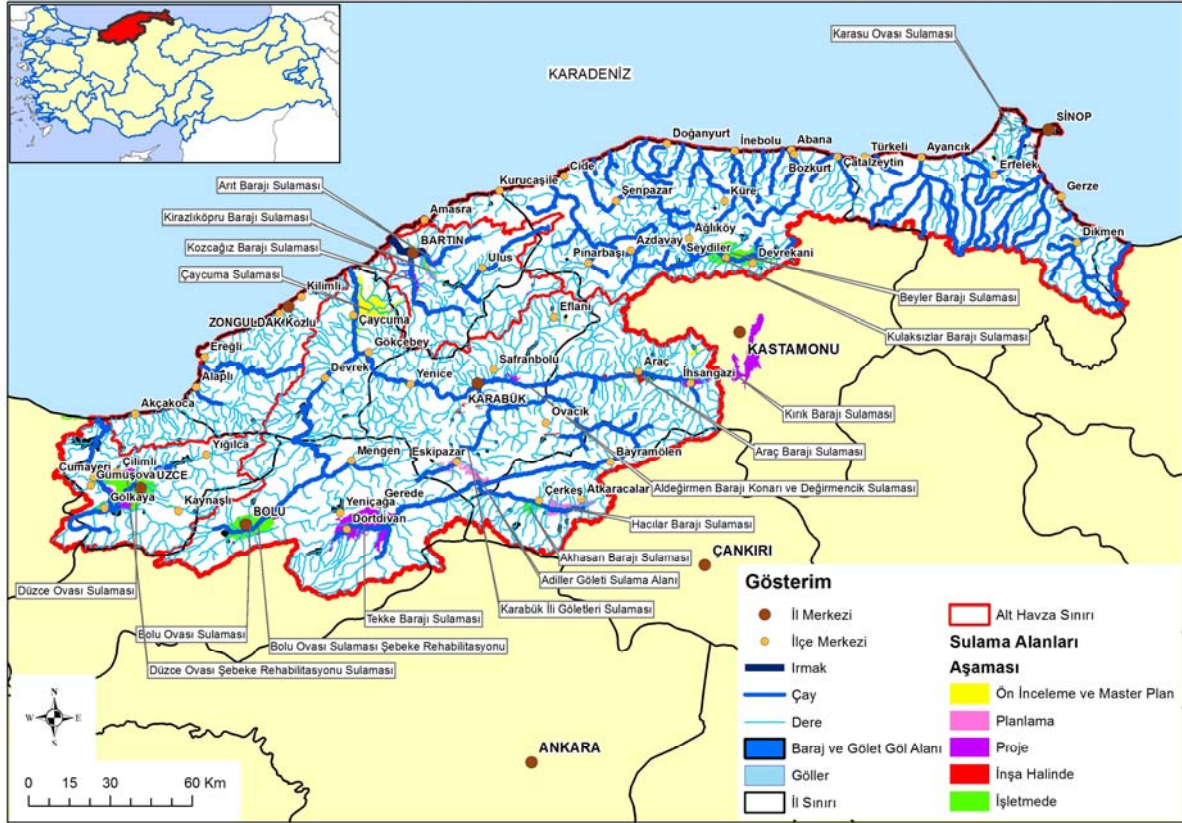 KARADENİZ
Karasu Ovası Sulaması
SİNOP
Doğanyurt
İnebolu
Abana
Türkeli
Ayancık
Çatalzeytin
Bozkurt
Erfelek
Cide
Arıt Barajı Sulaması
Kurucaşile
Şenpazar
Küre
Gerze
Kirazlıköprü Barajı Sulaması
Amasra
Kozcağız Barajı Sulaması
BARTIN
Ağlıköy
Azdavay
Seydiler
Devrekani
Dikmen
Çaycuma Sulaması
Ulus
Pınarbaşı
Kilimli
Beyler Barajı Sulaması
ZONGULDAK
Kozlu
Çaycuma
Eflani
Kulaksızlar Barajı Sulaması
Gökçebey
KASTAMONU
Ereğli
Safranbolu
Devrek
Yenice
Araç
İhsangazi
Alaplı
KARABÜK
Kırık Barajı Sulaması
Akçakoca
Ovacık
Araç Barajı Sulaması
Yığılca
Mengen
Eskipazar
Bayramören
Cumayeri
Çilimli
Gümüşova
ÜZCE
Aldeğirmen Barajı Konarı ve Değirmencik Sulaması
Gölkaya
Kaynaşlı
Gerede
Yeniçağa
Çerkeş
Atkaracalar
BOLU
Dörtdivan
Hacılar Barajı Sulaması
Akhasan Barajı Sulaması
ÇANKIRI
Düzce Ovası Sulaması
Adiller Göleti Sulama Alanı
Karabük İli Göletleri Sulaması
Tekke Barajı Sulaması
Bolu Ovası Sulaması
Bolu Ovası Sulaması Şebeke Rehabilitasyonu
Düzce Ovası Şebeke Rehabilitasyonu Sulaması
ANKARA
N
W E
S
0 15 30 60 Km
Gösterim
İl Merkezi
İlçe Merkezi
Irmak
Çay
Dere
Baraj ve Gölet Göl Alanı
Göller
İl Sınırı
Alt Havza Sınırı
Sulama Alanları
Aşaması
Ön İnceleme ve Master Plan
Planlama
Proje
İnşa Halinde
İşletmede